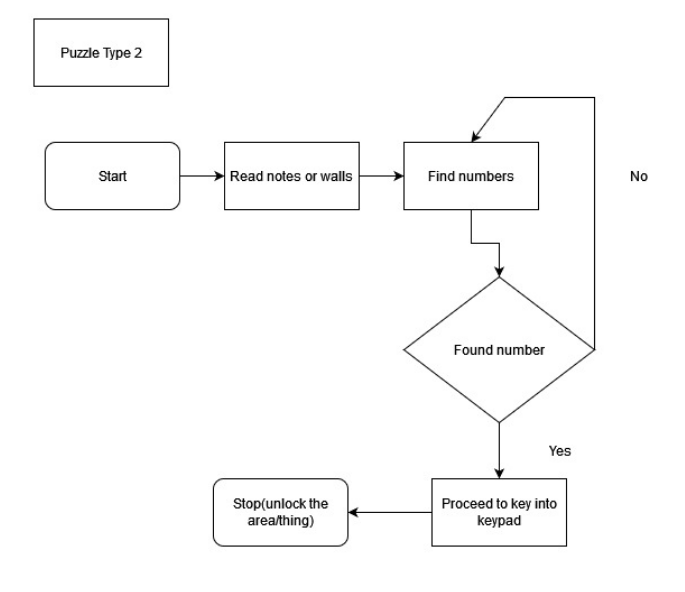 Puzzle Type 2
Start
Read notes or walls
Find numbers
No
Found number
Yes
Stop(unlock the
area/thing)
Proceed to key into
keypad